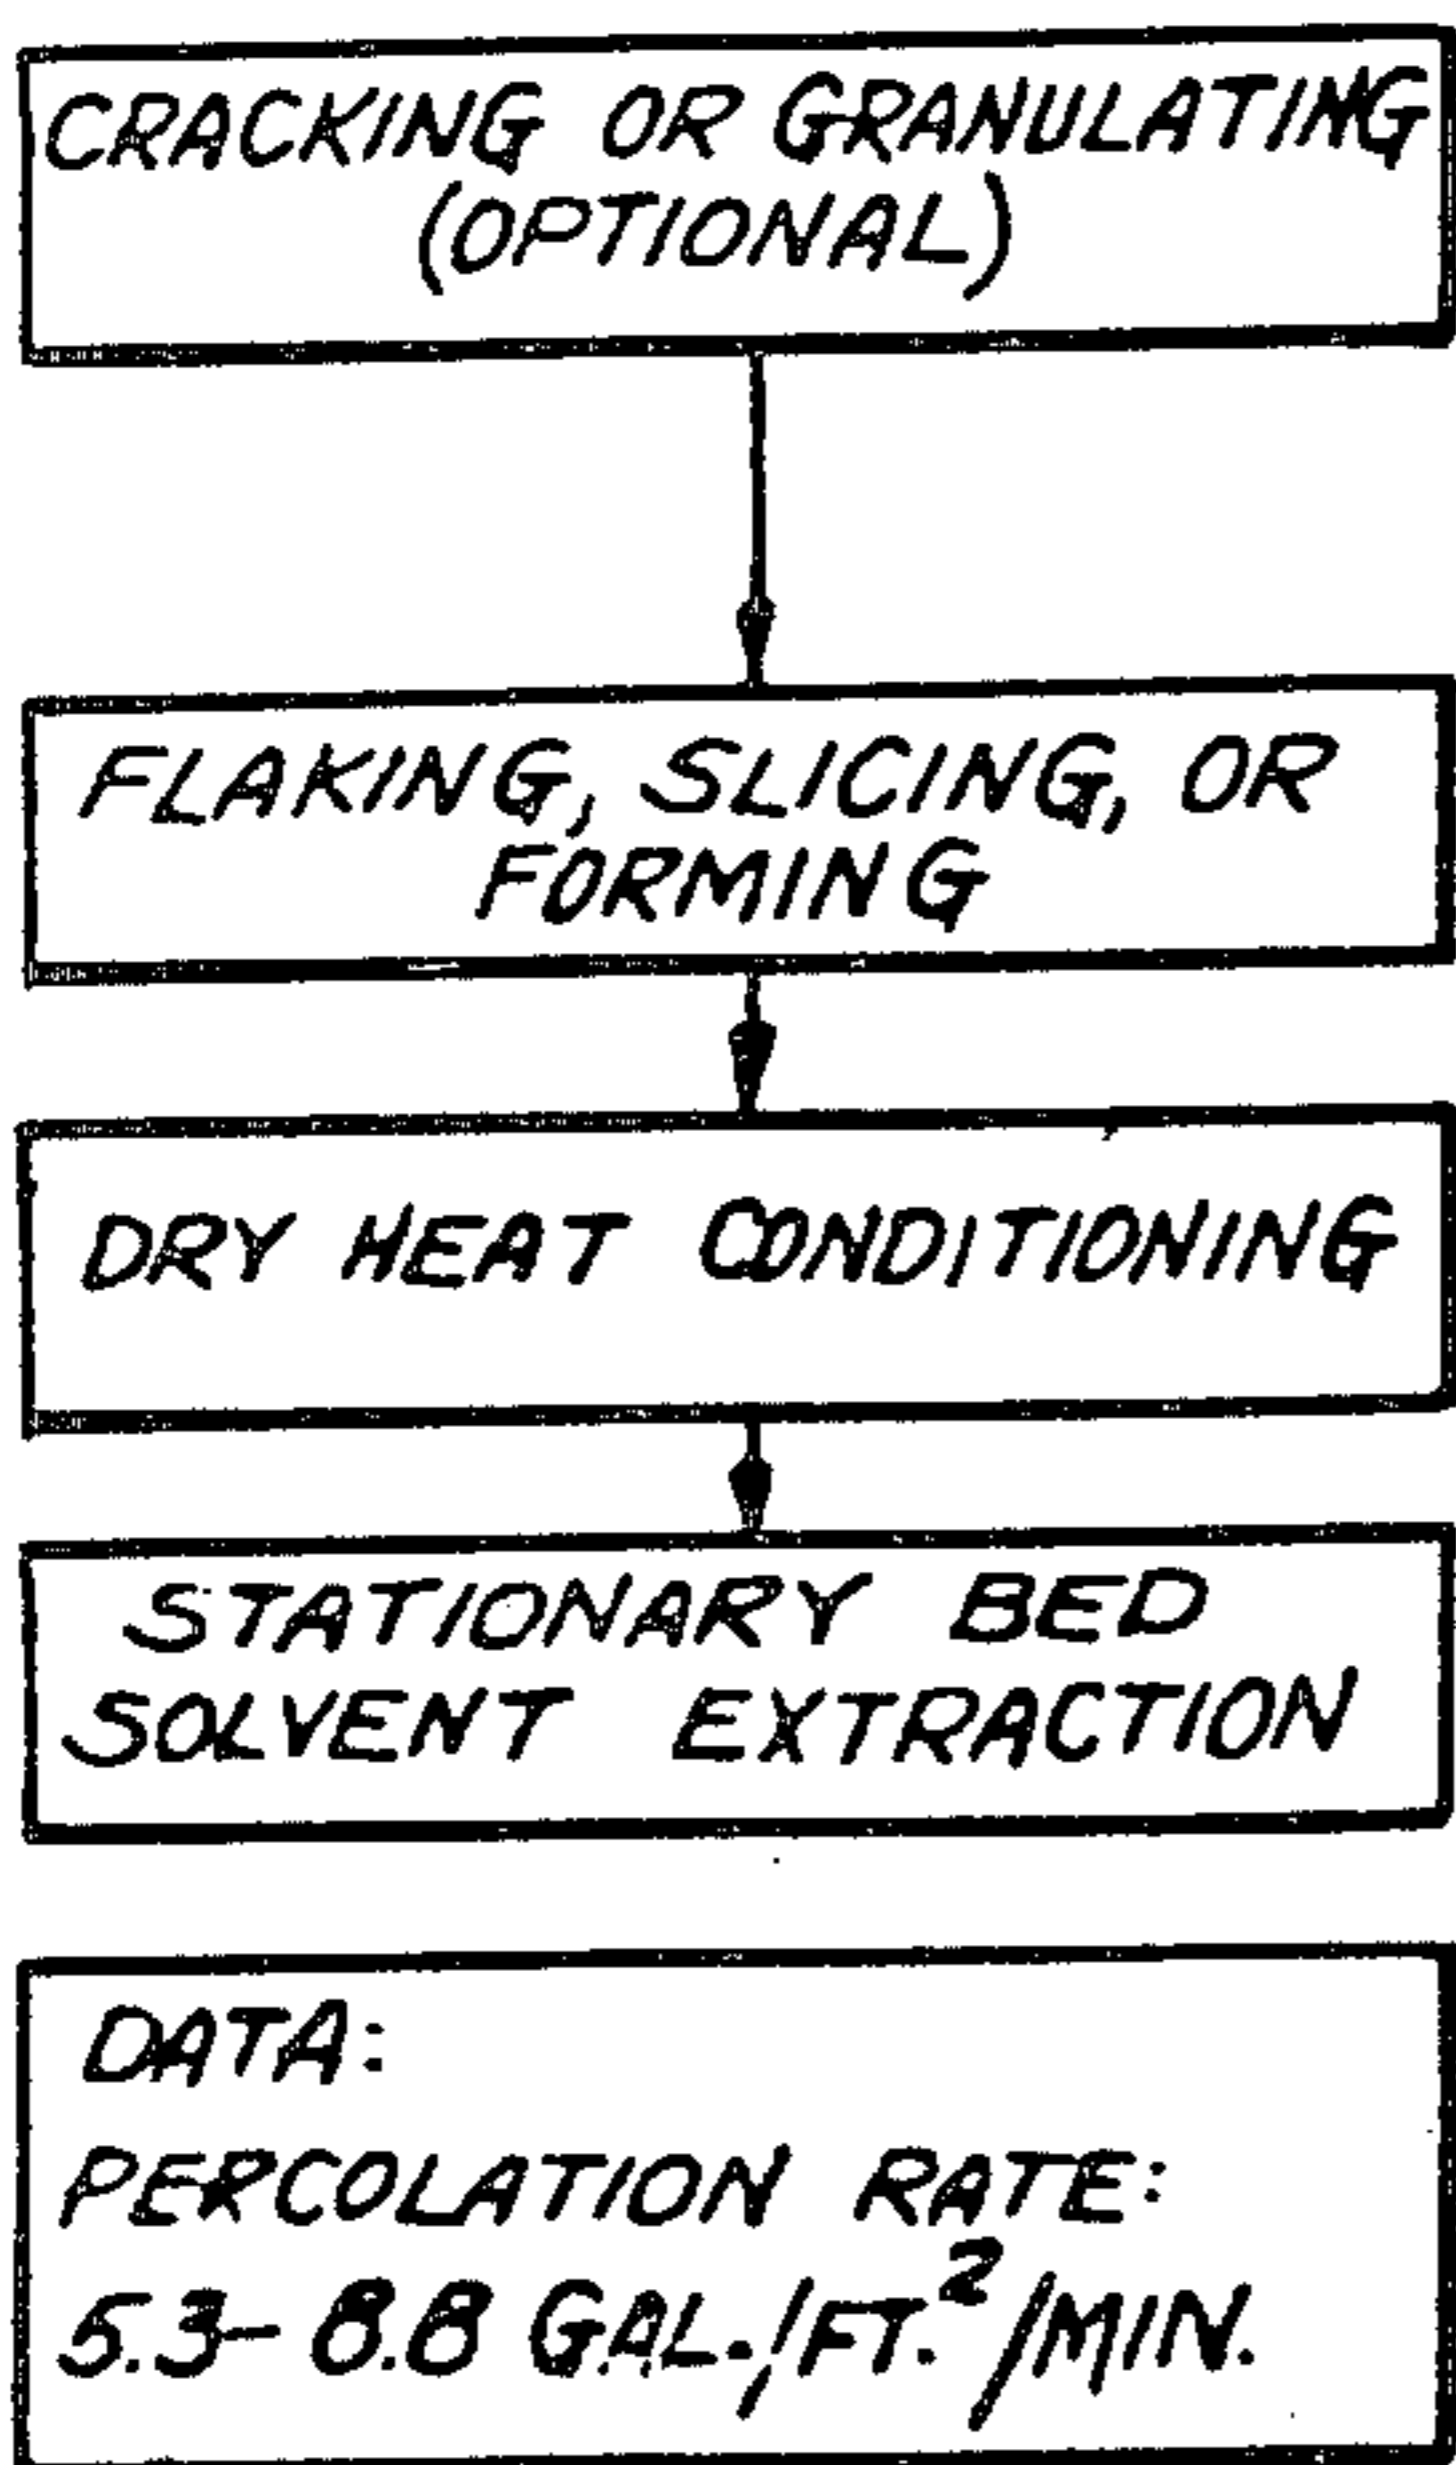 CRACKING OR GRANULATING
(OPTIONAL)
FLAKING, SLICING, OR
FORMING
DRY HEAT CONDITIONING
STATIONARY BED
SOLVENT EXTRACTION
DATA:
PERCOLATION RATE:
5.3-8.8 GAL./FT.²/MIN.